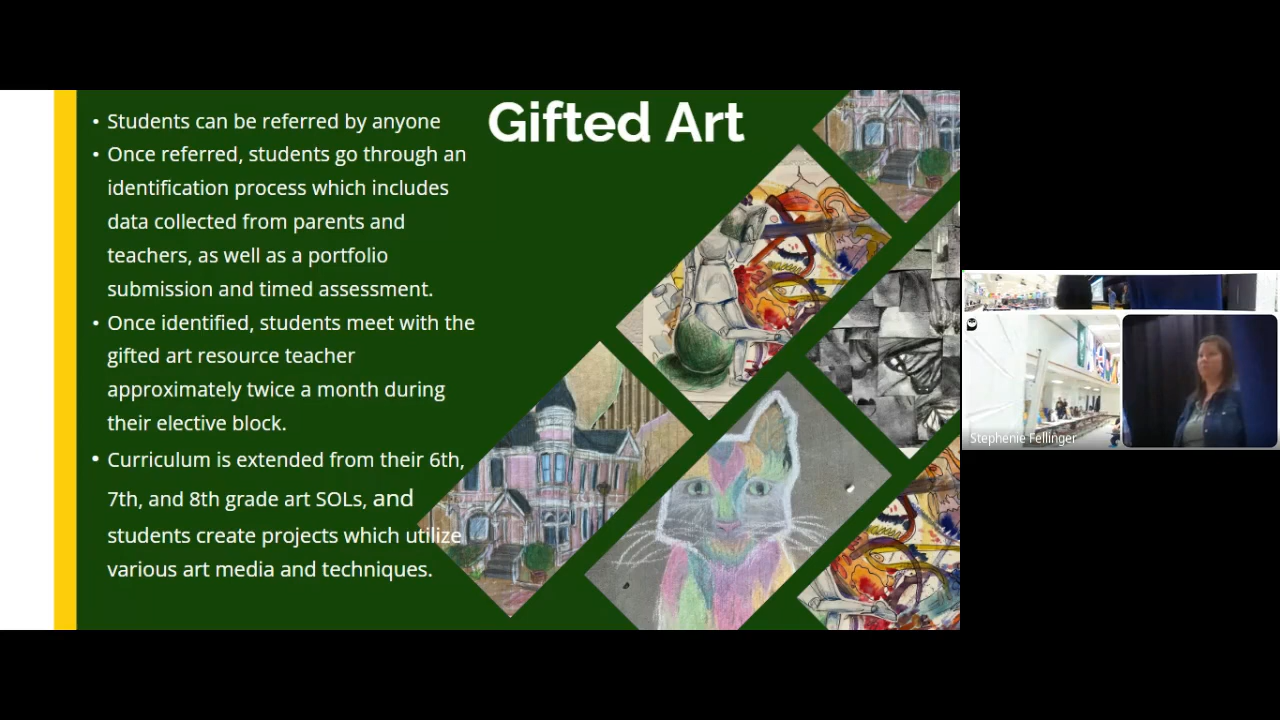 Gifted Art
• Students can be referred by anyone
• Once referred, students go through an
identification process which includes
data collected from parents and
teachers, as well as a portfolio
submission and timed assessment.
• Once identified, students meet with the
gifted art resource teacher
approximately twice a month during
their elective block.
• Curriculum is extended from their 6th,
7th, and 8th grade art SOLs, and
students create projects which utilize
various art media and techniques.
Stephenie Fellinger